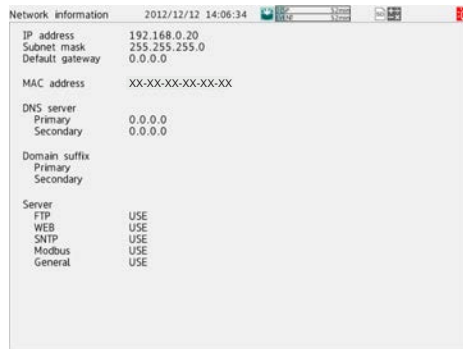 Network information 2012/12/12 14:06:34
IP address 192.168.0.20
Subnet mask 255.255.255.0
Default gateway 0.0.0.0
MAC address XX-XX-XX-XX-XX-XX
DNS server
Primary 0.0.0.0
Secondary 0.0.0.0
Domain suffix
Primary
Secondary
Server
FTP USE
WEB USE
SNTP USE
Modbus USE
General USE